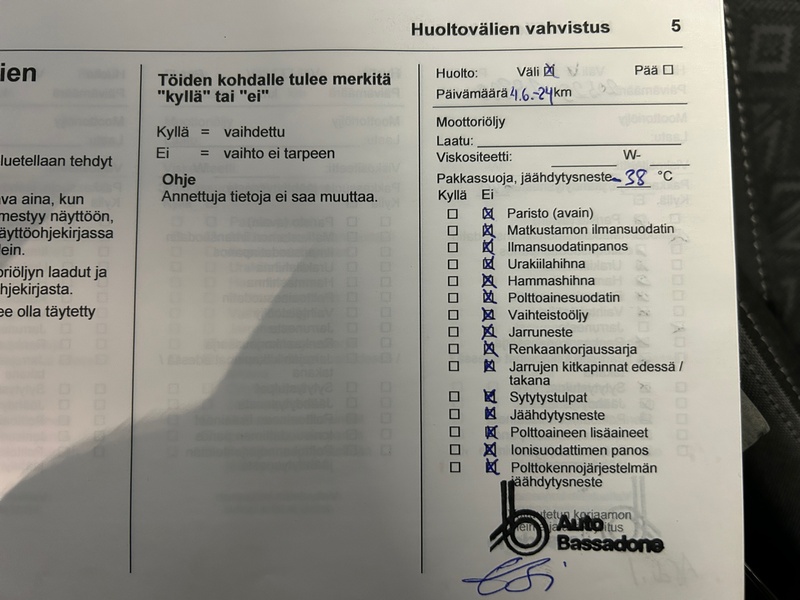 Huoltovälien vahvistus 5
ien
luetellaan tehdyt
va aina, kun
mestyy näyttöön,
äyttöohjekirjassa
lein.
oriöljyn laadut ja
hjekirjasta.
ee olla täytetty
Töiden kohdalle tulee merkitä
"kyllä" tai "ei"
Kyllä = vaihdettu
Ei = vaihto ei tarpeen
Ohje
Annettuja tietoja ei saa muuttaa.
Huolto: Väli ☒ Pää ☐
Päivämäärä 4.6.-24 km
Moottoriöljy
Laatu:
Viskositeetti: W-
Pakkassuoja, jäähdytysneste -38 °C
Kyllä Ei
☐ ☒ Paristo (avain)
☐ ☒ Matkustamon ilmansuodatin
☐ ☒ Ilmansuodatinpanos
☐ ☒ Urakiilahihna
☐ ☒ Hammashihna
☐ ☒ Polttoainesuodatin
☐ ☒ Vaihteistoöljy
☐ ☒ Jarruneste
☐ ☒ Renkaankorjaussarja
☐ ☒ Jarrujen kitkapinnat edessä /
takana
☐ ☒ Sytytystulpat
☐ ☒ Jäähdytysneste
☐ ☒ Polttoaineen lisäaineet
☐ ☒ Ionisuodattimen panos
☐ ☒ Polttokennojärjestelmän
jäähdytysneste
korjaamon
Auto
Bassadone